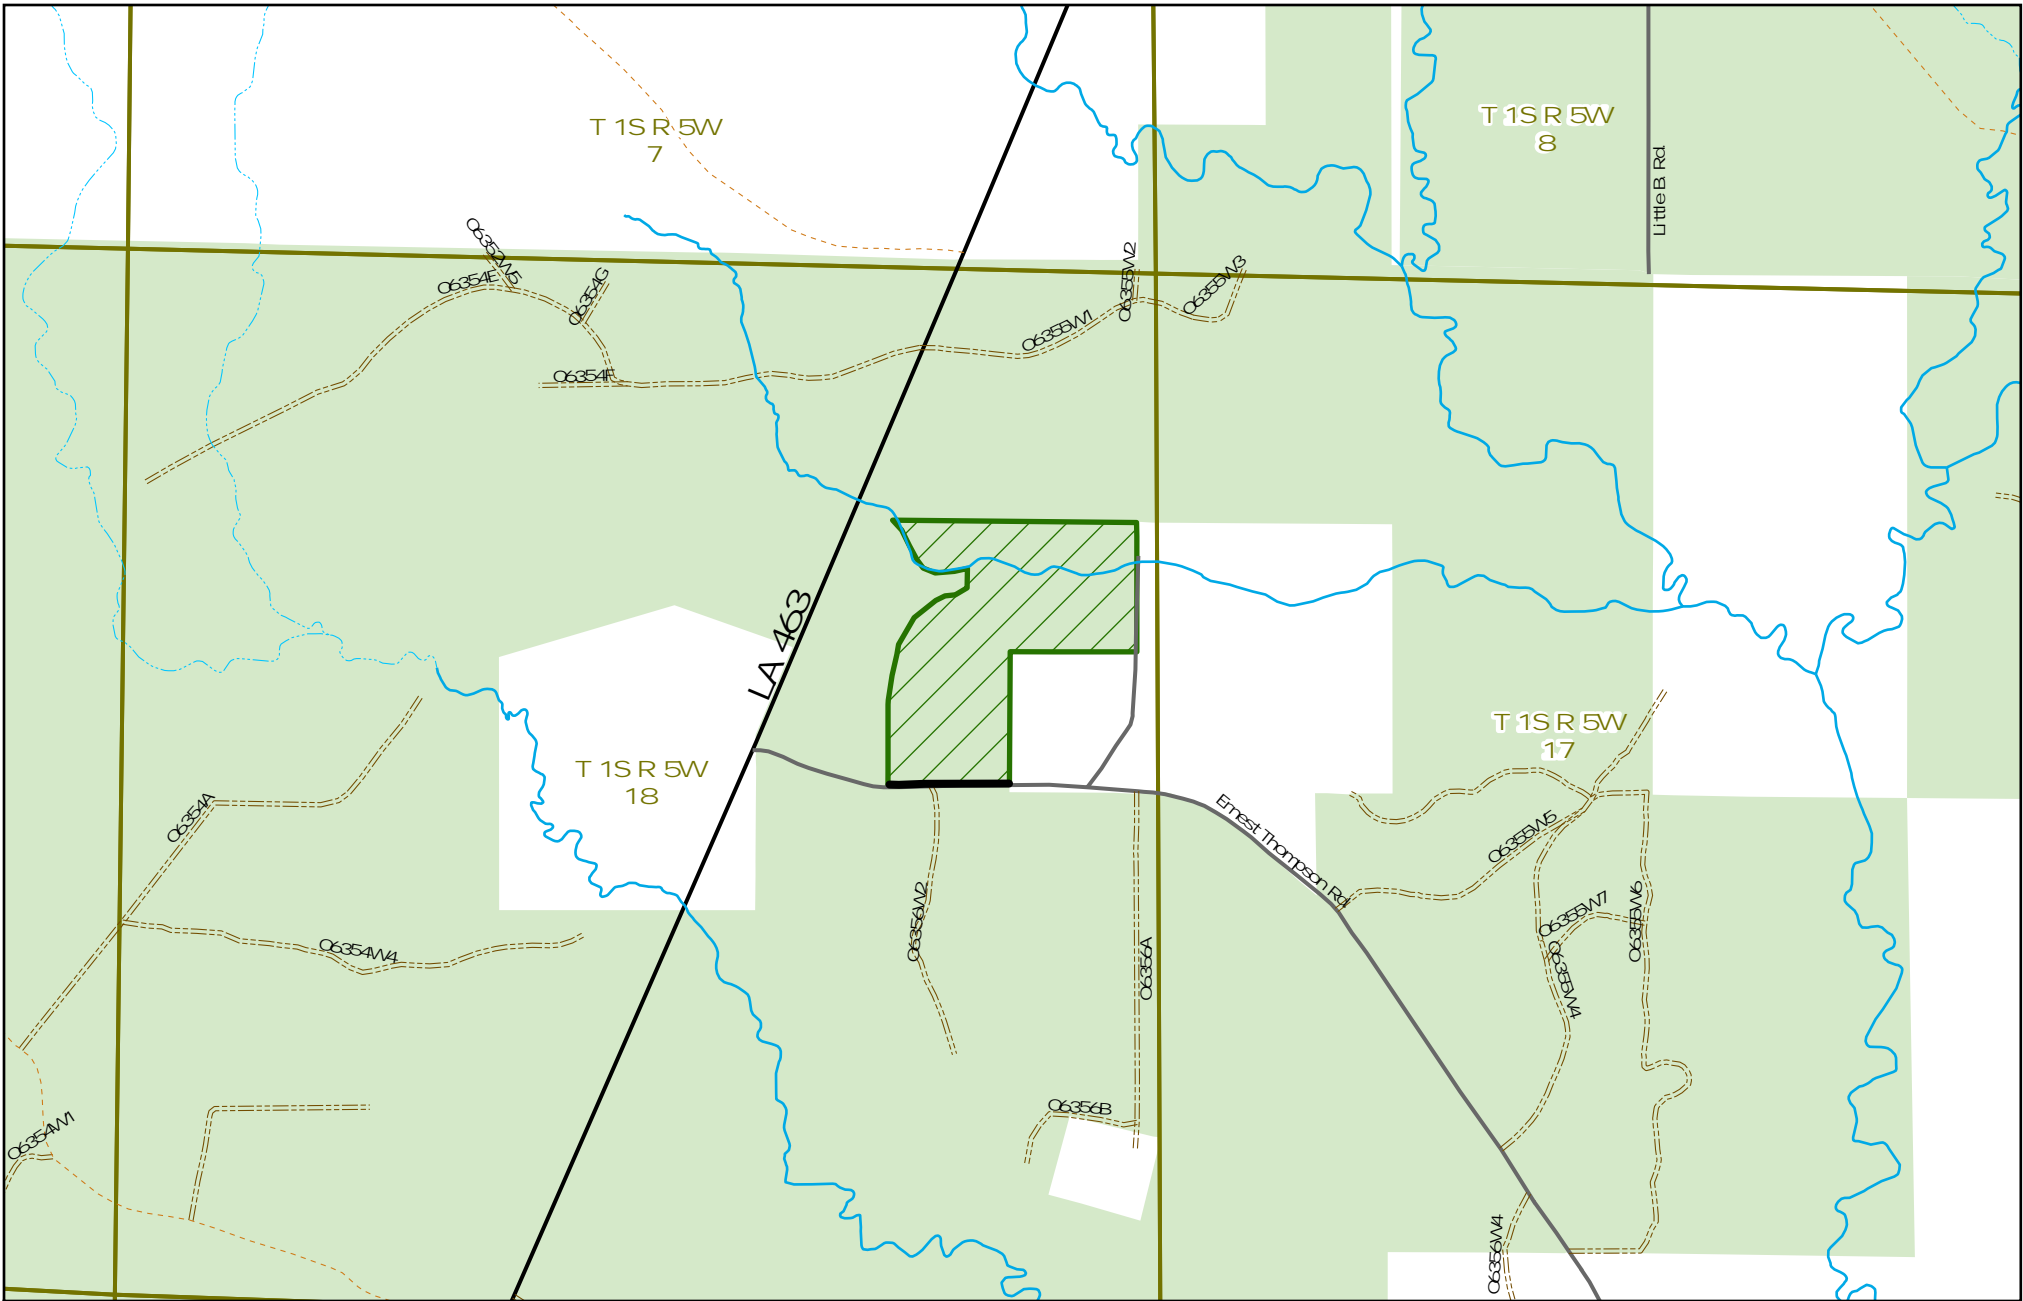 T 1S R 5W
7
T 1S R 5W
8
Little B. Rd.
O6352W5
O6354E
O6354G
O6354F
O6355W1
O6355W2
O6355W3
LA 463
T 1S R 5W
18
T 1S R 5W
17
O6354A
Ernest Thompson Rd.
O6355W5
O6355W7
O6355W6
O6355W4
O6354W4
O6356W2
O6356A
O6356B
O6354W1
O6356W4